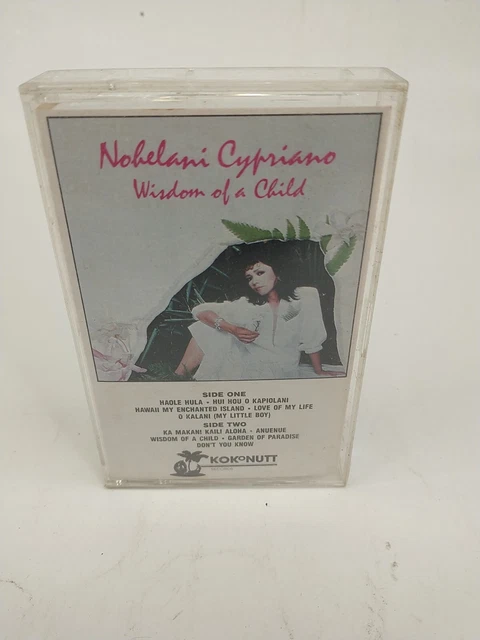 Nohelani Cypriano
Wisdom of a Child
SIDE ONE
HAOLE HULA • HUI HOU O KAPIOLANI
HAWAII MY ENCHANTED ISLAND • LOVE OF MY LIFE
O KALANI (MY LITTLE BOY)
SIDE TWO
KA MAKANI KAILI ALOHA • ANUENUE
WISDOM OF A CHILD • GARDEN OF PARADISE
DON'T YOU KNOW
KOKONUTT